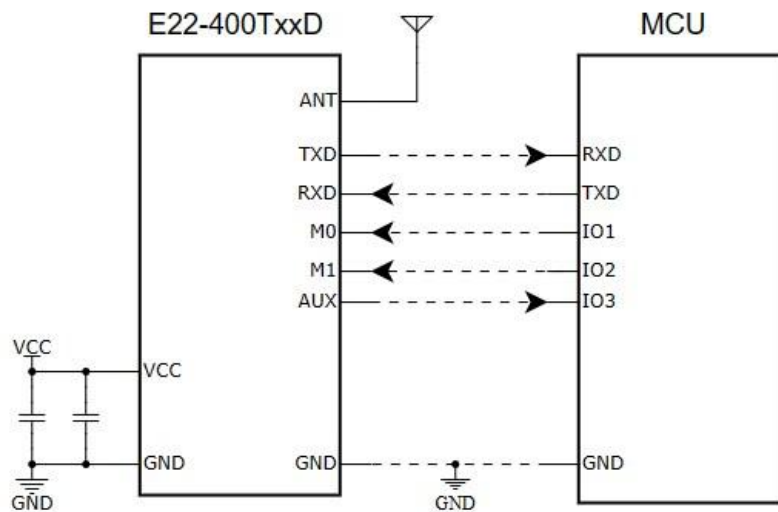 E22-400TxxD MCU
ANT
TXD RXD
RXD TXD
M0 IO1
M1 IO2
AUX IO3
VCC
VCC
GND GND GND
GND GND